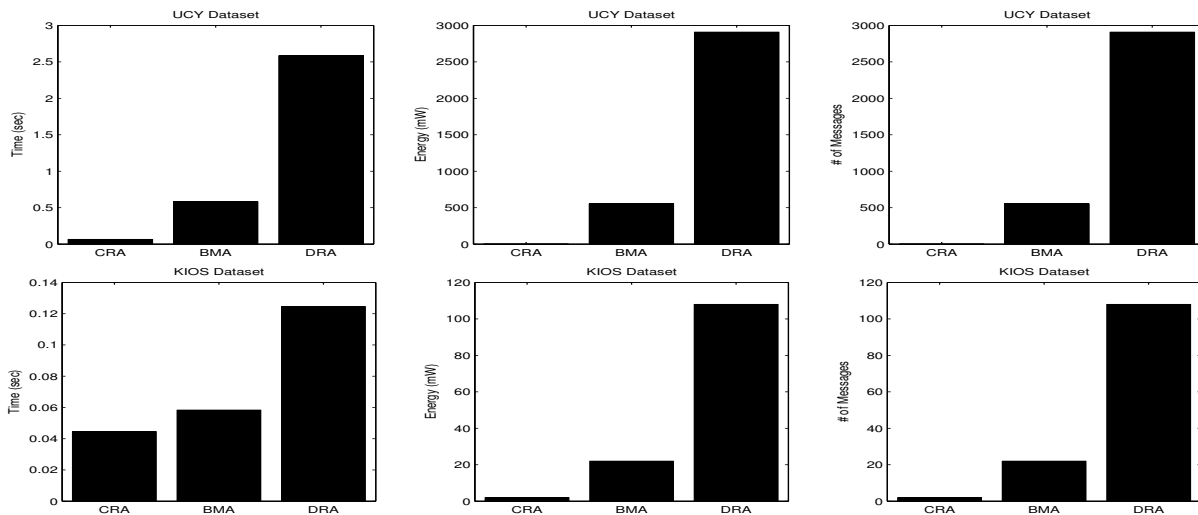 UCY Dataset
3
2.5
2
1.5
1
0.5
0
Time (sec)
CRA BMA DRA
UCY Dataset
3000
2500
2000
1500
1000
500
0
Energy (mW)
CRA BMA DRA
UCY Dataset
3000
2500
2000
1500
1000
500
0
# of Messages
CRA BMA DRA
KIOS Dataset
0.14
0.12
0.1
0.08
0.06
0.04
0.02
0
Time (sec)
CRA BMA DRA
KIOS Dataset
120
100
80
60
40
20
0
Energy (mW)
CRA BMA DRA
KIOS Dataset
120
100
80
60
40
20
0
# of Messages
CRA BMA DRA